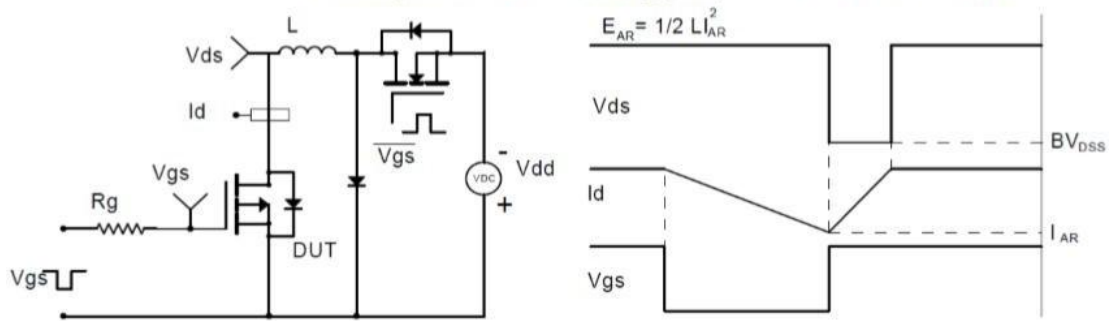 L
Vds
Id
Vgs
Rg
DUT
Vgs
Vgs
VDC
-
+
Vdd
E_AR = 1/2 LI_AR^2
Vds
BV_DSS
Id
I_AR
Vgs